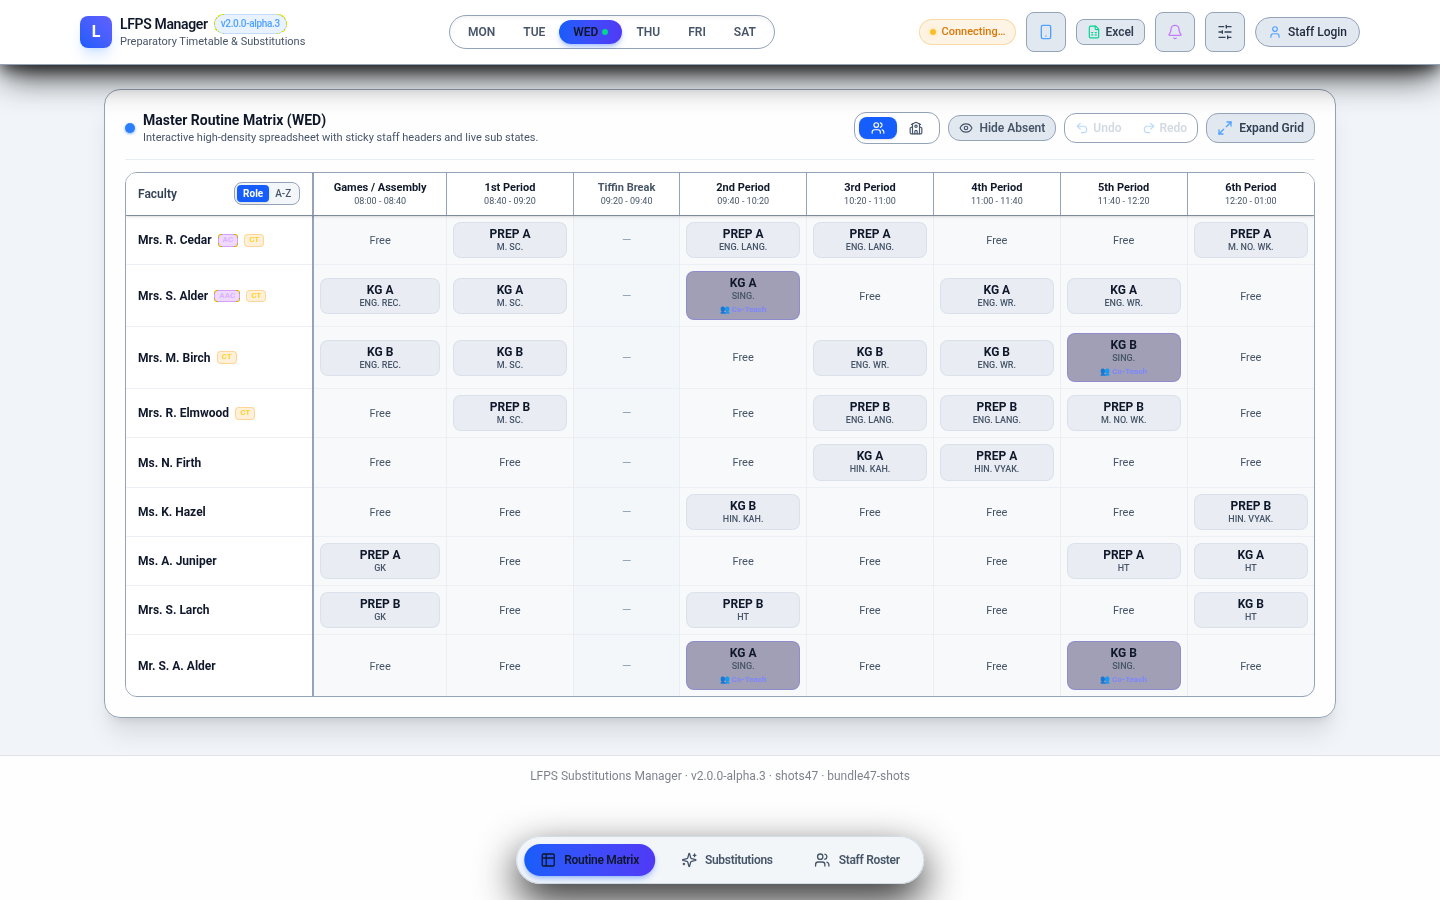 L
LFPS Manager v2.0.0-alpha.3
Preparatory Timetable & Substitutions
MON TUE WED THU FRI SAT
Connecting...
Excel
Staff Login
Master Routine Matrix (WED)
Interactive high-density spreadsheet with sticky staff headers and live sub states.
Hide Absent
Undo Redo
Expand Grid
Faculty Role A-Z
Games / Assembly 1st Period Tiffin Break 2nd Period 3rd Period 4th Period 5th Period 6th Period
08:00 - 08:40 08:40 - 09:20 09:20 - 09:40 09:40 - 10:20 10:20 - 11:00 11:00 - 11:40 11:40 - 12:20 12:20 - 01:00
Mrs. R. Cedar AC CT Free PREP A — PREP A PREP A Free Free PREP A
M. SC. ENG. LANG. ENG. LANG. M. NO. WK.
Mrs. S. Alder AAC CT KG A KG A — KG A Free KG A KG A Free
ENG. REC. M. SC. SING. ENG. WR. ENG. WR.
👥 Co-Teach
Mrs. M. Birch CT KG B KG B — Free KG B KG B KG B Free
ENG. REC. M. SC. ENG. WR. ENG. WR. SING.
👥 Co-Teach
Mrs. R. Elmwood CT Free PREP B — Free PREP B PREP B PREP B Free
M. SC. ENG. LANG. ENG. LANG. M. NO. WK.
Ms. N. Firth Free Free — Free KG A PREP A Free Free
HIN. KAH. HIN. VYAK.
Ms. K. Hazel Free Free — KG B Free Free Free PREP B
HIN. KAH. HIN. VYAK.
Ms. A. Juniper PREP A Free — Free Free Free PREP A KG A
GK HT HT
Mrs. S. Larch PREP B Free — PREP B Free Free Free KG B
GK HT HT
Mr. S. A. Alder Free Free — KG A Free Free KG B Free
SING. SING.
👥 Co-Teach 👥 Co-Teach
LFPS Substitutions Manager · v2.0.0-alpha.3 · shots47 · bundle47-shots
Routine Matrix Substitutions Staff Roster